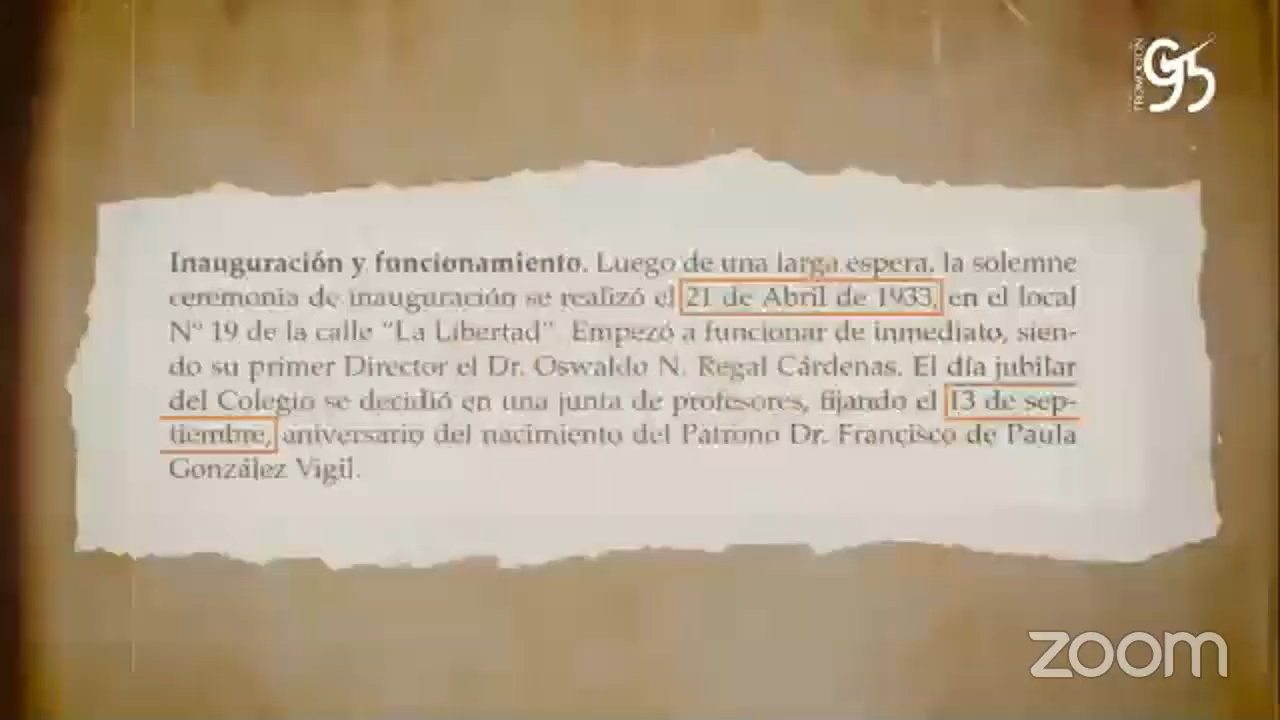 PROMOCIÓN
G95
Inauguración y funcionamiento. Luego de una larga espera, la solemne
ceremonia de inauguración se realizó el 21 de Abril de 1933, en el local
N° 19 de la calle "La Libertad". Empezó a funcionar de inmediato, sien-
do su primer Director el Dr. Oswaldo N. Regal Cárdenas. El día jubilar
del Colegio se decidió en una junta de profesores, fijando el 13 de sep-
tiembre, aniversario del nacimiento del Patrono Dr. Francisco de Paula
González Vigil.
zoom